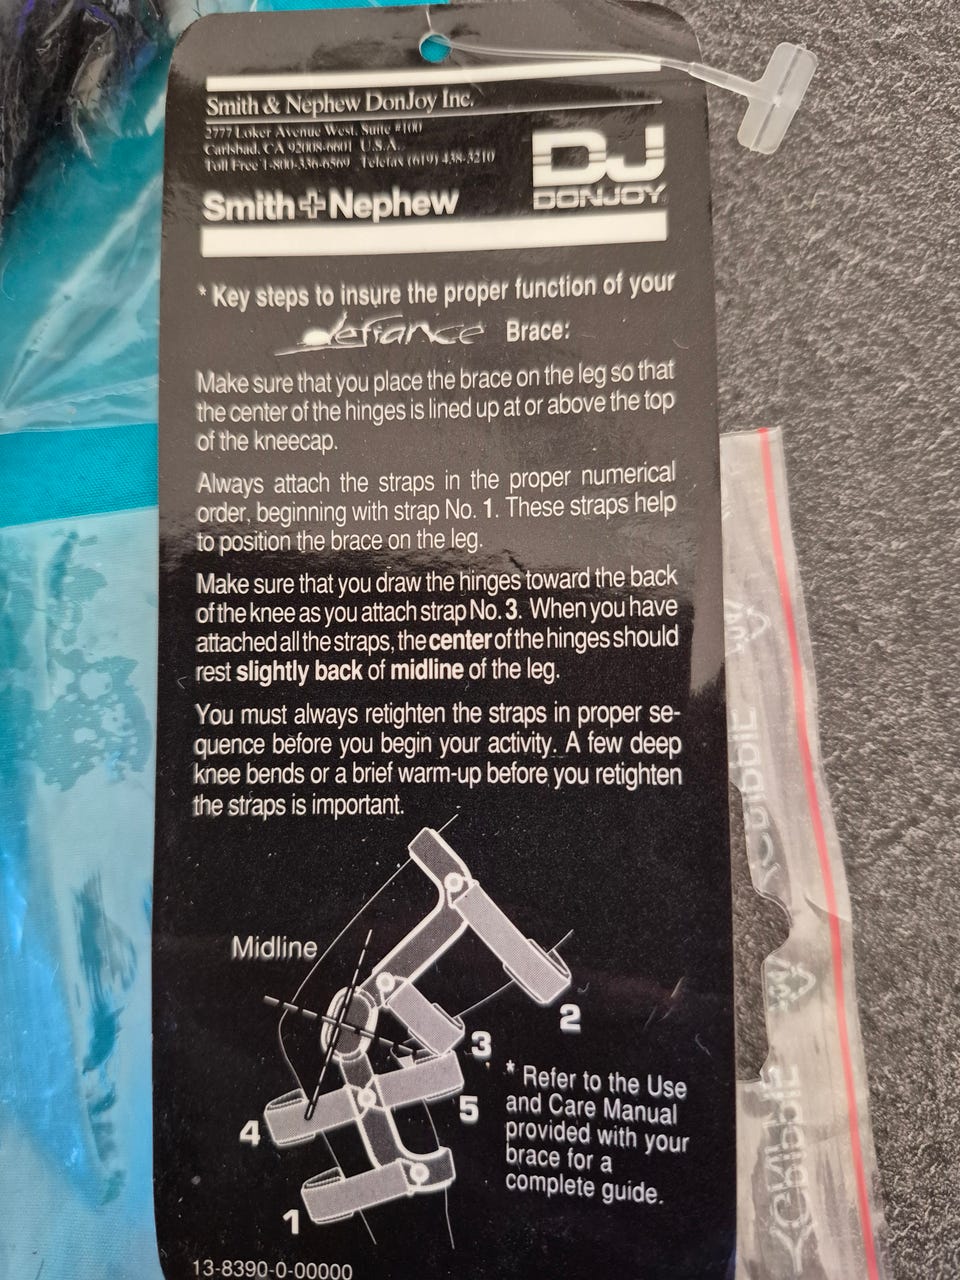 Smith & Nephew DonJoy Inc.
2777 Loker Avenue West, Suite #100
Carlsbad, CA 92008-6601 U.S.A.
Toll Free 1-800-336-6569 Telefax (619) 438-3210
Smith+Nephew
DJ
DONJOY
* Key steps to insure the proper function of your
defiance Brace:
Make sure that you place the brace on the leg so that
the center of the hinges is lined up at or above the top
of the kneecap.
Always attach the straps in the proper numerical
order, beginning with strap No. 1. These straps help
to position the brace on the leg.
Make sure that you draw the hinges toward the back
of the knee as you attach strap No. 3. When you have
attached all the straps, the center of the hinges should
rest slightly back of midline of the leg.
You must always retighten the straps in proper se-
quence before you begin your activity. A few deep
knee bends or a brief warm-up before you retighten
the straps is important.
Midline
2
3
5
4
1
* Refer to the Use
and Care Manual
provided with your
brace for a
complete guide.
13-8390-0-00000